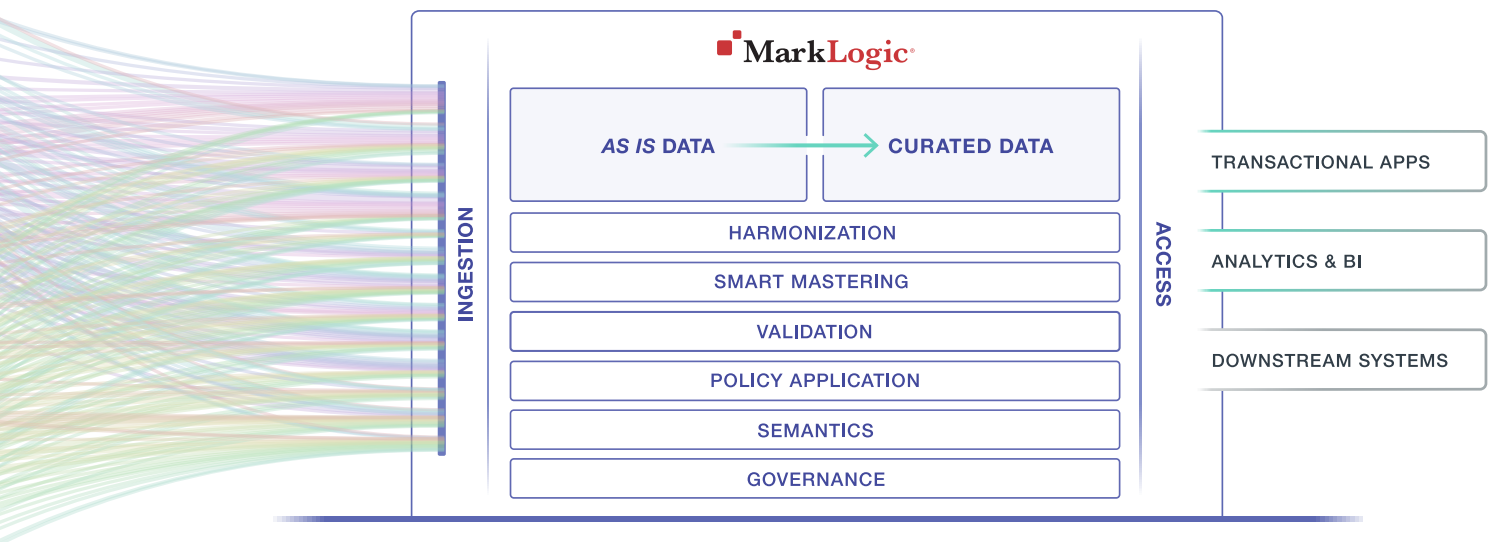 MarkLogic®
INGESTION
AS IS DATA
CURATED DATA
HARMONIZATION
SMART MASTERING
VALIDATION
POLICY APPLICATION
SEMANTICS
GOVERNANCE
ACCESS
TRANSACTIONAL APPS
ANALYTICS & BI
DOWNSTREAM SYSTEMS